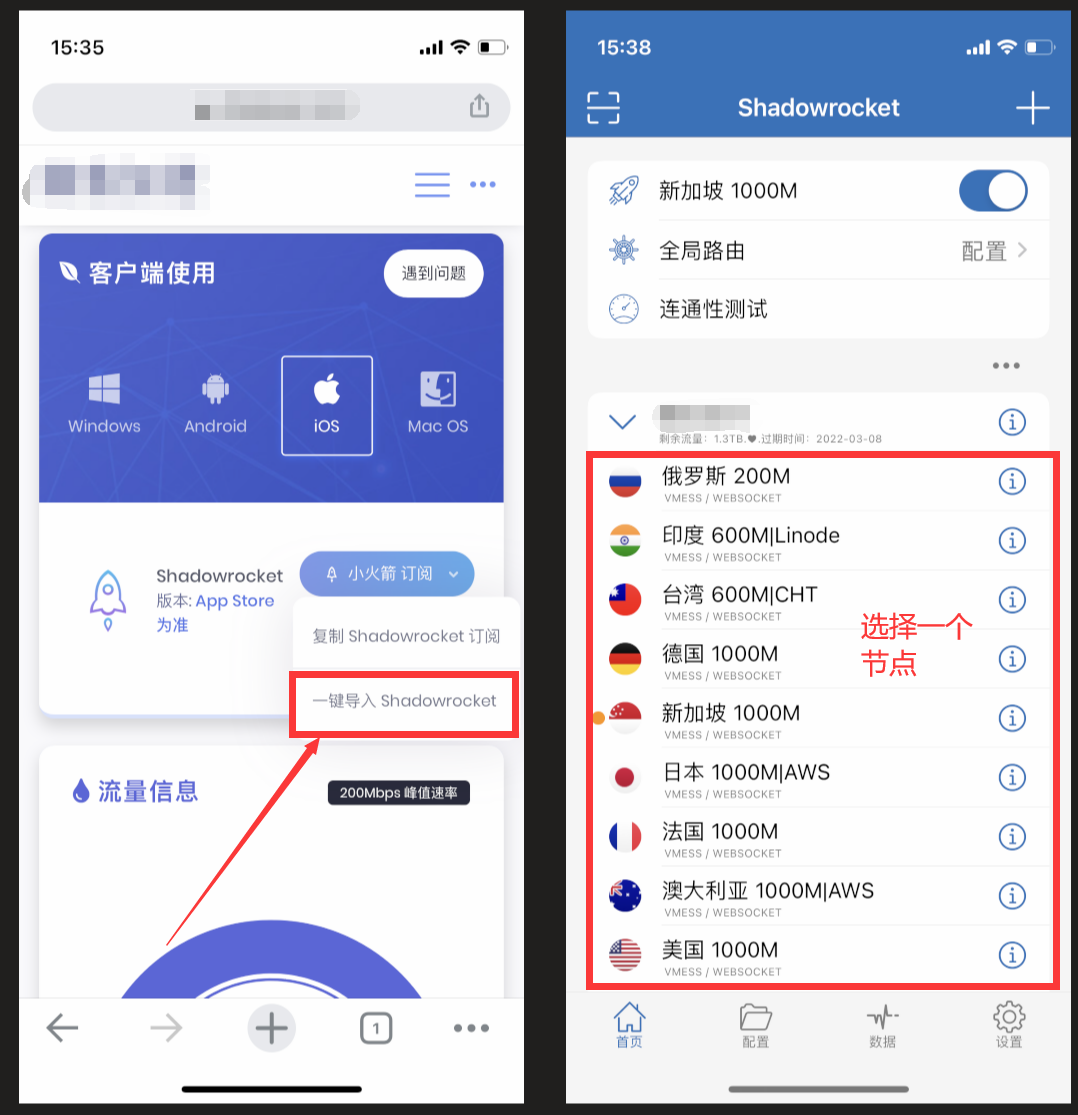 15:35
客户端使用
遇到问题
Windows
Android
iOS
Mac OS
Shadowrocket
版本: App Store
为准
小火箭 订阅
复制 Shadowrocket 订阅
一键导入 Shadowrocket
流量信息
200Mbps 峰值速率
1
15:38
Shadowrocket
新加坡 1000M
全局路由
配置
连通性测试
剩余流量：1.3TB.♥.过期时间：2022-03-08
俄罗斯 200M
VMESS / WEBSOCKET
印度 600M|Linode
VMESS / WEBSOCKET
台湾 600M|CHT
VMESS / WEBSOCKET
选择一个
节点
德国 1000M
VMESS / WEBSOCKET
新加坡 1000M
VMESS / WEBSOCKET
日本 1000M|AWS
VMESS / WEBSOCKET
法国 1000M
VMESS / WEBSOCKET
澳大利亚 1000M|AWS
VMESS / WEBSOCKET
美国 1000M
VMESS / WEBSOCKET
首页
配置
数据
设置